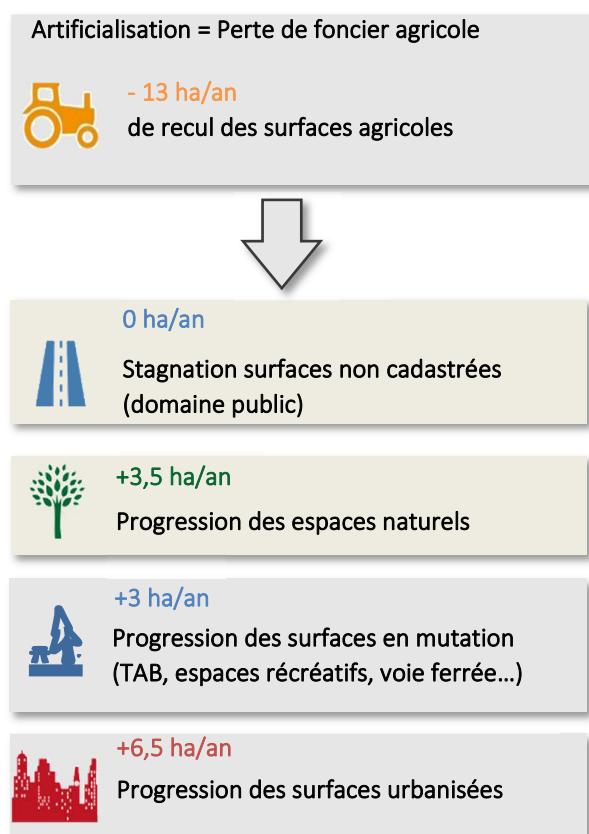 Artificialisation = Perte de foncier agricole
- 13 ha/an
de recul des surfaces agricoles
0 ha/an
Stagnation surfaces non cadastrées
(domaine public)
+3,5 ha/an
Progression des espaces naturels
+3 ha/an
Progression des surfaces en mutation
(TAB, espaces récréatifs, voie ferrée...)
+6,5 ha/an
Progression des surfaces urbanisées